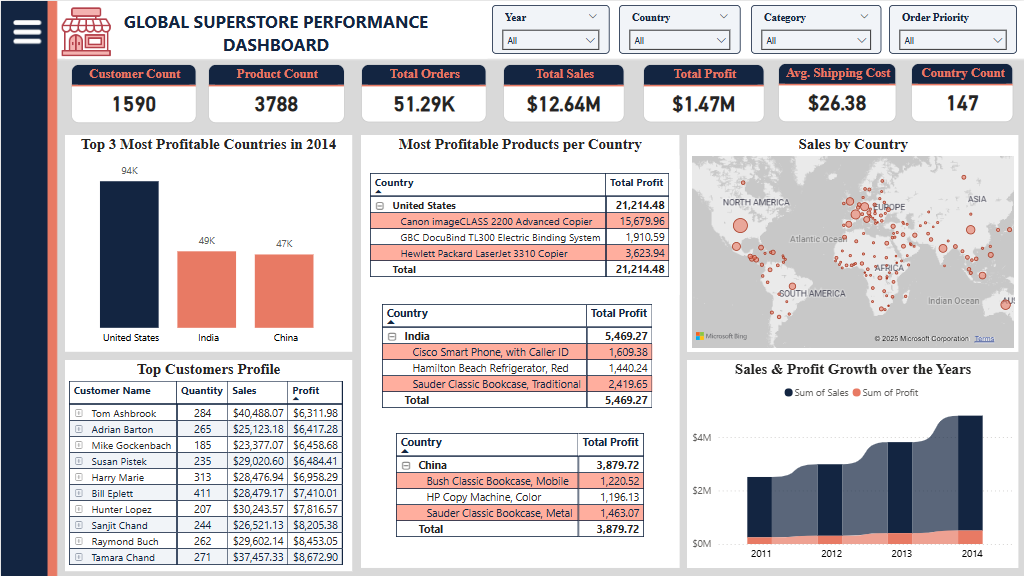 GLOBAL SUPERSTORE PERFORMANCE
DASHBOARD
Year
All
Country
All
Category
All
Order Priority
All
Customer Count
1590
Product Count
3788
Total Orders
51.29K
Total Sales
$12.64M
Total Profit
$1.47M
Avg. Shipping Cost
$26.38
Country Count
147
Top 3 Most Profitable Countries in 2014
94K
49K
47K
United States India China
Top Customers Profile
Customer Name Quantity Sales Profit
Tom Ashbrook 284 $40,488.07 $6,311.98
Adrian Barton 265 $25,123.18 $6,417.28
Mike Gockenbach 185 $23,377.07 $6,458.68
Susan Pistek 235 $29,020.60 $6,484.41
Harry Marie 313 $28,476.94 $6,958.29
Bill Eplett 411 $28,479.17 $7,410.01
Hunter Lopez 207 $30,243.57 $7,816.57
Sanjit Chand 244 $26,521.13 $8,205.38
Raymond Buch 262 $29,602.14 $8,453.05
Tamara Chand 271 $37,457.33 $8,672.90
Most Profitable Products per Country
Country Total Profit
United States 21,214.48
Canon imageCLASS 2200 Advanced Copier 15,679.96
GBC DocuBind TL300 Electric Binding System 1,910.59
Hewlett Packard LaserJet 3310 Copier 3,623.94
Total 21,214.48
Country Total Profit
India 5,469.27
Cisco Smart Phone, with Caller ID 1,609.38
Hamilton Beach Refrigerator, Red 1,440.24
Sauder Classic Bookcase, Traditional 2,419.65
Total 5,469.27
Country Total Profit
China 3,879.72
Bush Classic Bookcase, Mobile 1,220.52
HP Copy Machine, Color 1,196.13
Sauder Classic Bookcase, Metal 1,463.07
Total 3,879.72
Sales by Country
NORTH AMERICA
EUROPE
ASIA
Atlantic Ocean
AFRICA
SOUTH AMERICA
Indian Ocean
AUS
Microsoft Bing
© 2025 Microsoft Corporation Terms
Sales & Profit Growth over the Years
Sum of Sales Sum of Profit
$4M
$2M
$0M
2011 2012 2013 2014